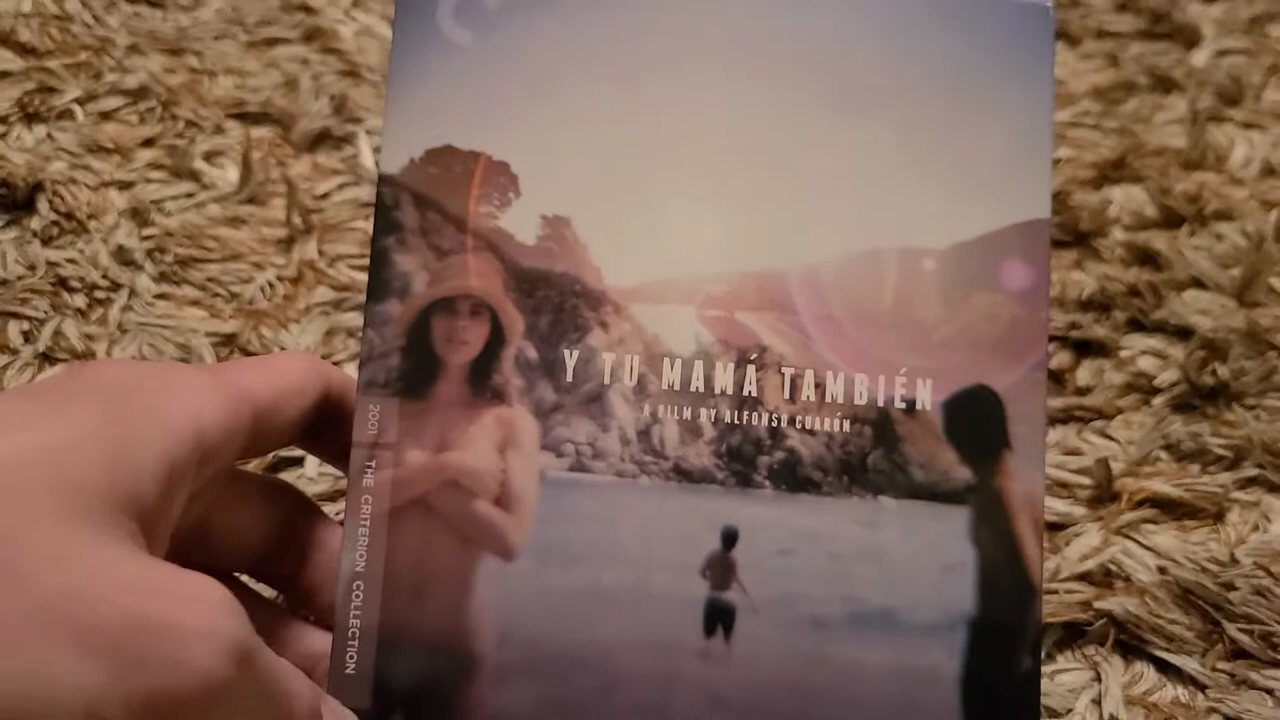 Y TU MAMÁ TAMBIÉN
A FILM BY ALFONSO CUARÓN
2001 THE CRITERION COLLECTION